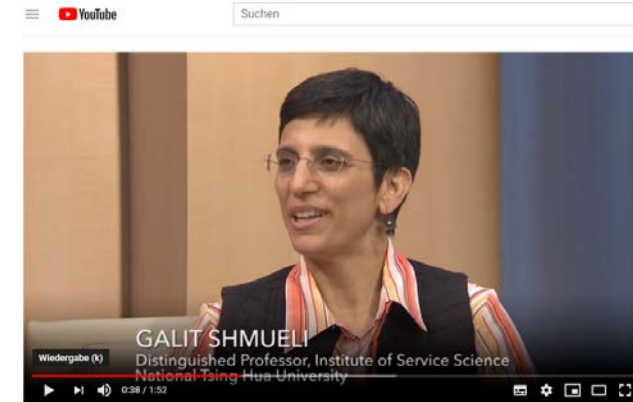 YouTube
Suchen
GALIT SHMUELI
Distinguished Professor, Institute of Service Science
National Tsing Hua University
Wiedergabe (k)
0:38 / 1:52